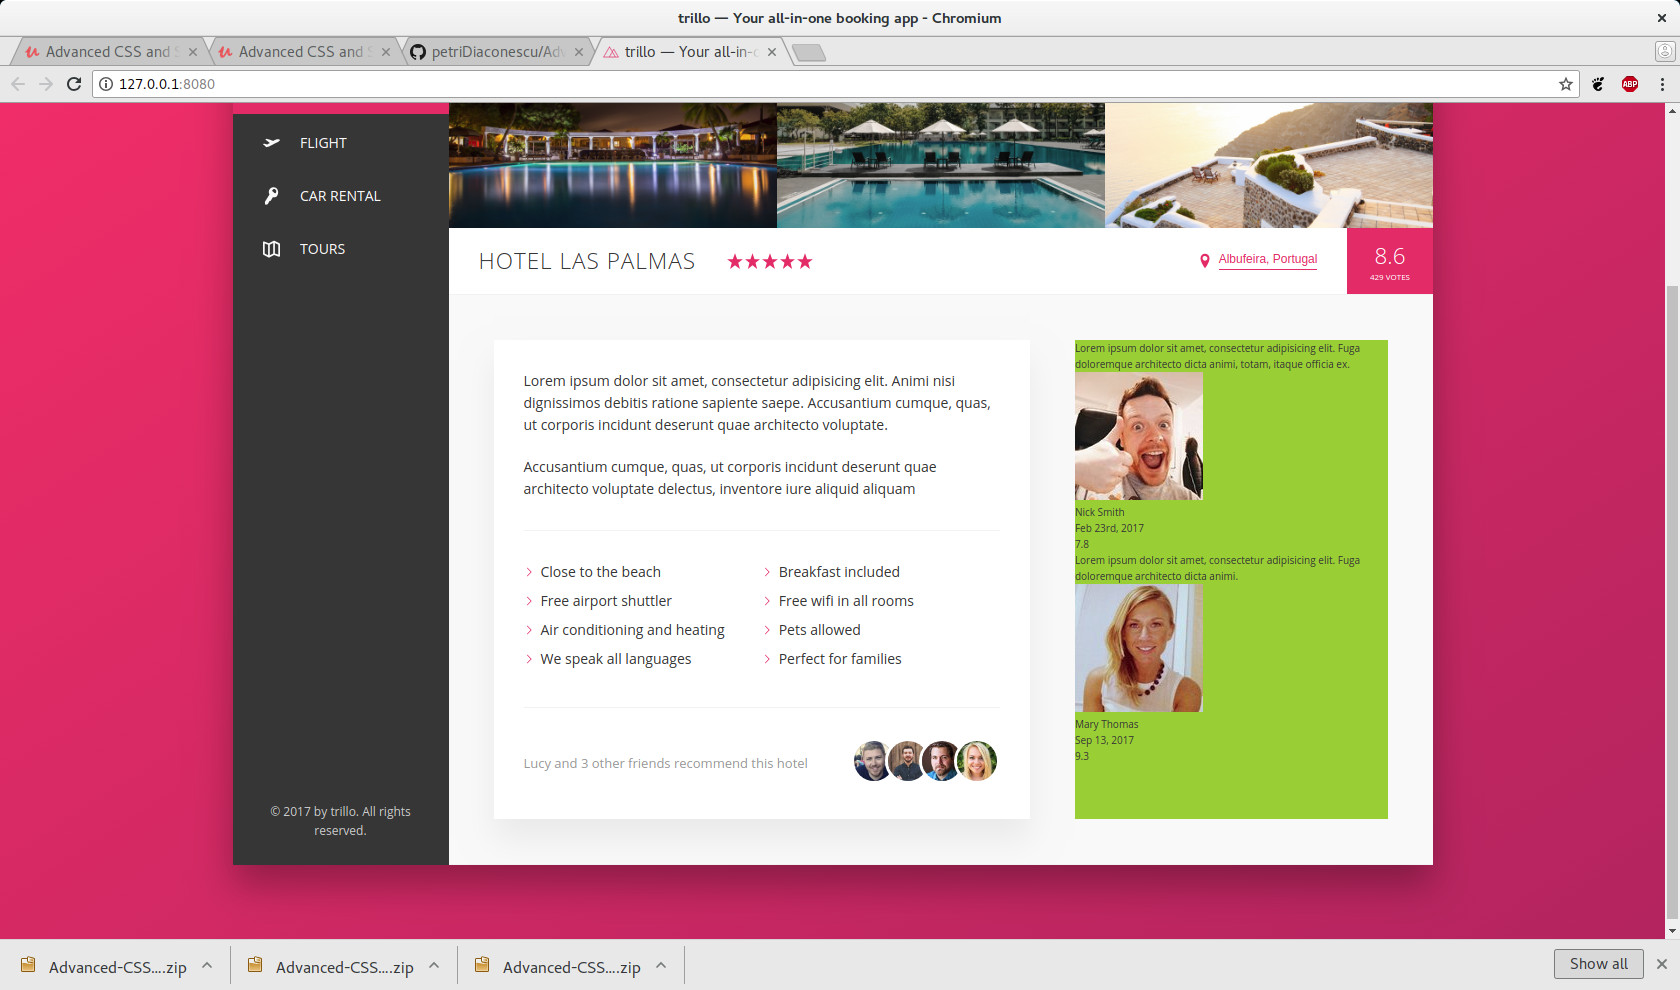 trillo — Your all-in-one booking app - Chromium
Advanced CSS and S
Advanced CSS and S
petriDiaconescu/Adv
trillo — Your all-in-o
127.0.0.1:8080
ABP
FLIGHT
CAR RENTAL
TOURS
HOTEL LAS PALMAS
Albufeira, Portugal
8.6
429 VOTES
Lorem ipsum dolor sit amet, consectetur adipisicing elit. Animi nisi
dignissimos debitis ratione sapiente saepe. Accusantium cumque, quas,
ut corporis incidunt deserunt quae architecto voluptate.
Accusantium cumque, quas, ut corporis incidunt deserunt quae
architecto voluptate delectus, inventore iure aliquid aliquam
Close to the beach
Free airport shuttler
Air conditioning and heating
We speak all languages
Breakfast included
Free wifi in all rooms
Pets allowed
Perfect for families
Lucy and 3 other friends recommend this hotel
Lorem ipsum dolor sit amet, consectetur adipisicing elit. Fuga
doloremque architecto dicta animi, totam, itaque officia ex.
Nick Smith
Feb 23rd, 2017
7.8
Lorem ipsum dolor sit amet, consectetur adipisicing elit. Fuga
doloremque architecto dicta animi.
Mary Thomas
Sep 13, 2017
9.3
© 2017 by trillo. All rights
reserved.
Advanced-CSS....zip
Advanced-CSS....zip
Advanced-CSS....zip
Show all